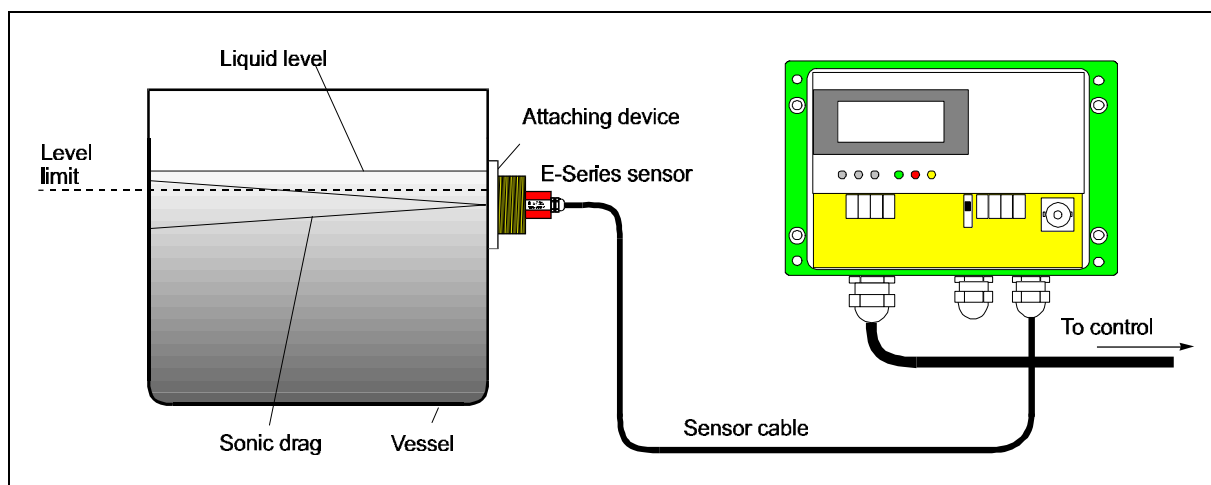 Liquid level
Attaching device
Level
limit
E-Series sensor
To control
Sensor cable
Sonic drag
Vessel